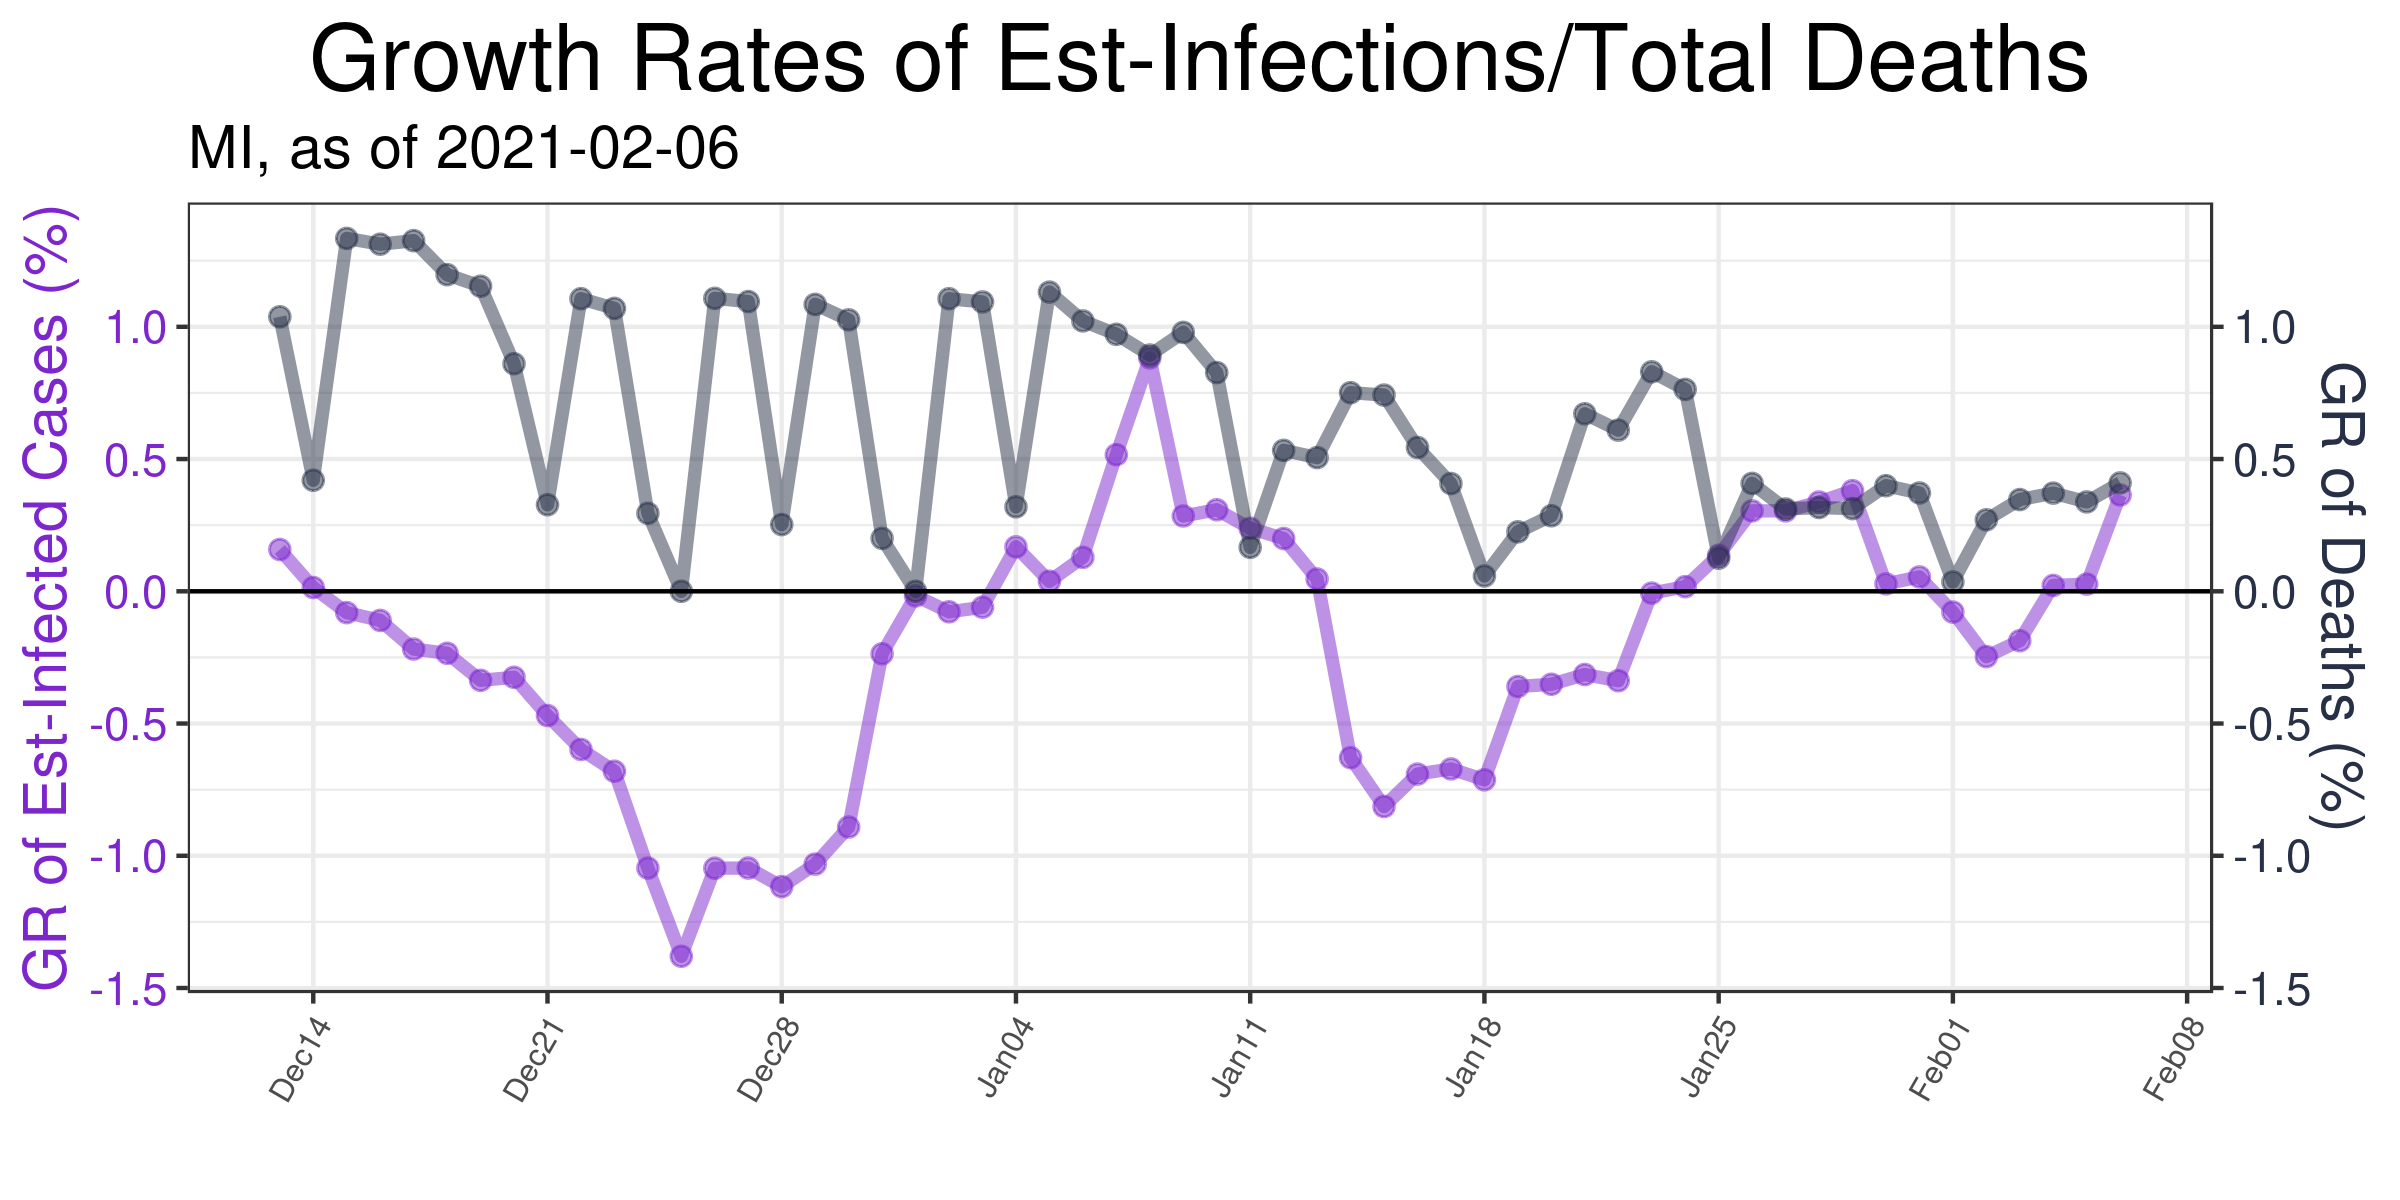 Growth Rates of Est-Infections/Total Deaths
MI, as of 2021-02-06
GR of Est-Infected Cases (%)
1.0
0.5
0.0
-0.5
-1.0
-1.5
1.0
0.5
0.0
-0.5
-1.0
-1.5
GR of Deaths (%)
Dec14
Dec21
Dec28
Jan04
Jan11
Jan18
Jan25
Feb01
Feb08